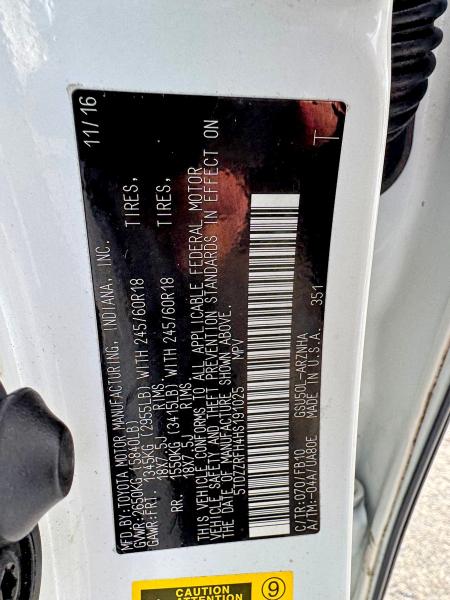 MFD.BY:TOYOTA MOTOR MANUFACTURING, INDIANA, INC. 11/16
GVWR:2650KG (5840LB)
GAWR:FRT. 1345KG (2955LB) WITH 245/60R18 TIRES,
18X7.5J RIMS,
RR. 1550KG (3415LB) WITH 245/60R18 TIRES,
18X7.5J RIMS
THIS VEHICLE CONFORMS TO ALL APPLICABLE FEDERAL MOTOR
VEHICLE SAFETY AND THEFT PREVENTION STANDARDS IN EFFECT ON
THE DATE OF MANUFACTURE SHOWN ABOVE.
5TDZZRFH4HS191025 MPV
C/TR:070/FB10 GSU50L-ARZNHA T
A/TM:-04A/UA80E MADE IN U.S.A. 351
CAUTION
ATTENTION
9